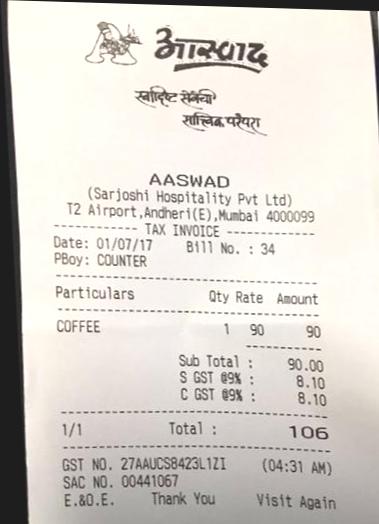 आस्वाद
स्वादिष्ट सेवेची
सात्त्विक परंपरा
AASWAD
(Sarjoshi Hospitality Pvt Ltd)
T2 Airport,Andheri(E),Mumbai 4000099
TAX INVOICE
Date: 01/07/17 Bill No. : 34
PBoy: COUNTER
Particulars Qty Rate Amount
COFFEE 1 90 90
Sub Total : 90.00
S GST @9% : 8.10
C GST @9% : 8.10
1/1 Total : 106
GST NO. 27AAUCS8423L1ZI (04:31 AM)
SAC NO. 00441067
E.&O.E. Thank You Visit Again